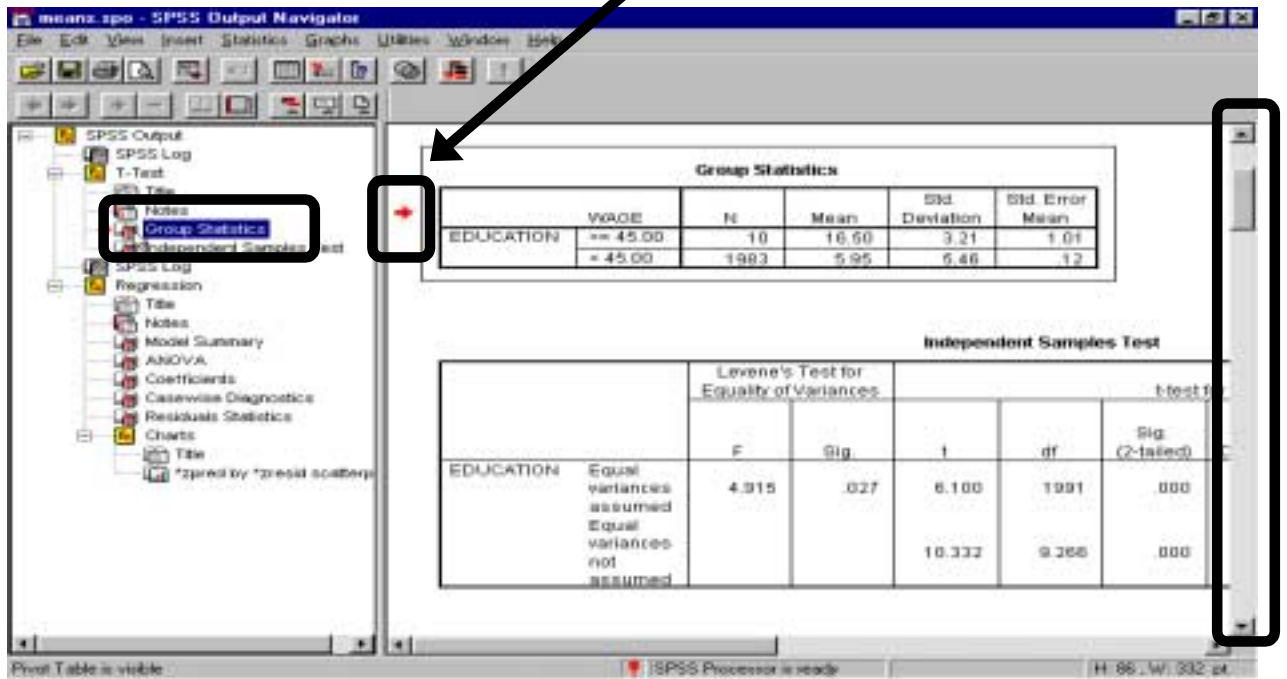 means.spo - SPSS Output Navigator
File Edit View Insert Statistics Graphs Utilities Window Help
SPSS Output
SPSS Log
T-Test
Title
Notes
Group Statistics
Independent Samples Test
SPSS Log
Regression
Title
Notes
Model Summary
ANOVA
Coefficients
Casewise Diagnostics
Residuals Statistics
Charts
Title
*zpred by *zresid scatterp
Group Statistics
WAGE N Mean Std. Deviation Std. Error Mean
EDUCATION >= 45.00 10 16.50 3.21 1.01
< 45.00 1983 5.95 5.46 .12
Independent Samples Test
Levene's Test for Equality of Variances t-test
F Sig. t df Sig. (2-tailed)
EDUCATION Equal variances assumed 4.915 .027 6.100 1991 .000
Equal variances not assumed 10.332 9.266 .000
Pivot Table is visible SPSS Processor is ready H: 86 , W: 332 pt.